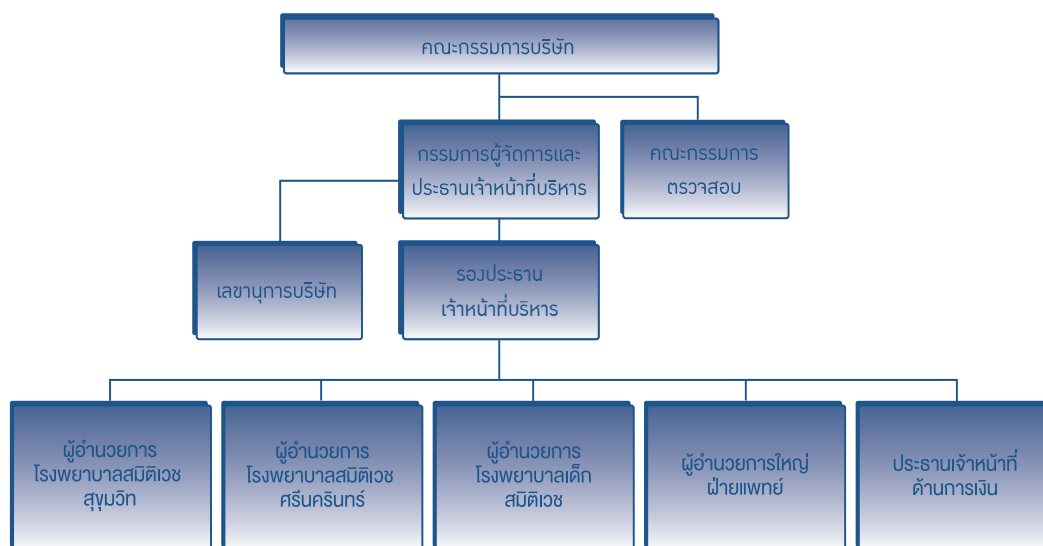 คณะกรรมการบริษัท
กรรมการผู้จัดการและ
ประธานเจ้าหน้าที่บริหาร
คณะกรรมการ
ตรวจสอบ
เลขานุการบริษัท
รองประธาน
เจ้าหน้าที่บริหาร
ผู้อำนวยการ
โรงพยาบาลสมิติเวช
สุขุมวิท
ผู้อำนวยการ
โรงพยาบาลสมิติเวช
ศรีนครินทร์
ผู้อำนวยการ
โรงพยาบาลเด็ก
สมิติเวช
ผู้อำนวยการใหญ่
ฝ่ายแพทย์
ประธานเจ้าหน้าที่
ด้านการเงิน